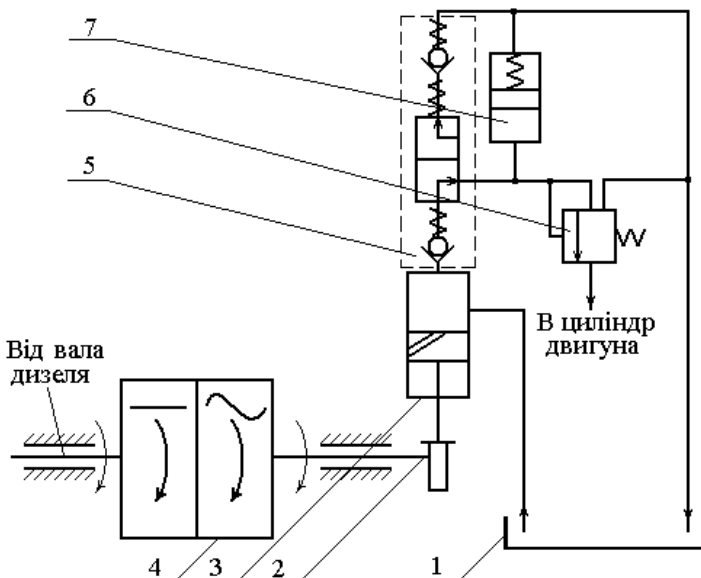 7
6
5
В циліндр
двигуна
Від вала
дизеля
4 3 2 1